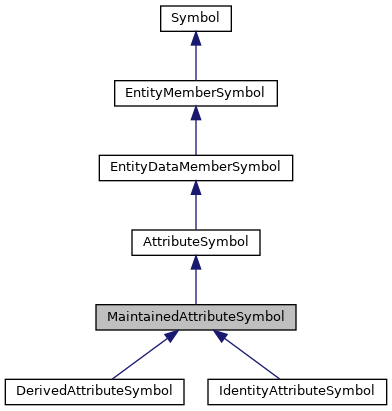 Symbol
EntityMemberSymbol
EntityDataMemberSymbol
AttributeSymbol
MaintainedAttributeSymbol
DerivedAttributeSymbol
IdentityAttributeSymbol